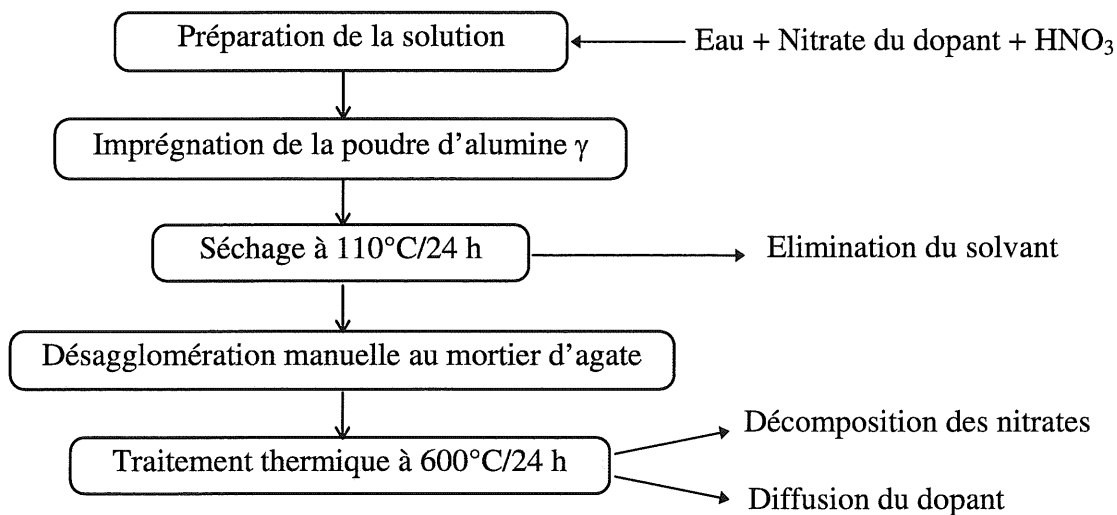 Préparation de la solution
Eau + Nitrate du dopant + HNO₃
Imprégnation de la poudre d'alumine γ
Séchage à 110°C/24 h
Elimination du solvant
Désagglomération manuelle au mortier d'agate
Décomposition des nitrates
Traitement thermique à 600°C/24 h
Diffusion du dopant